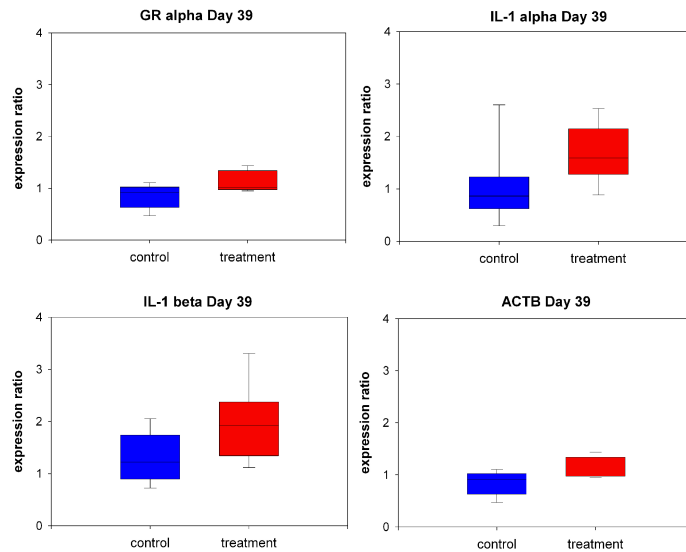 GR alpha Day 39
expression ratio
4
3
2
1
0
control treatment
IL-1 alpha Day 39
expression ratio
4
3
2
1
0
control treatment
IL-1 beta Day 39
expression ratio
4
3
2
1
0
control treatment
ACTB Day 39
expression ratio
4
3
2
1
0
control treatment